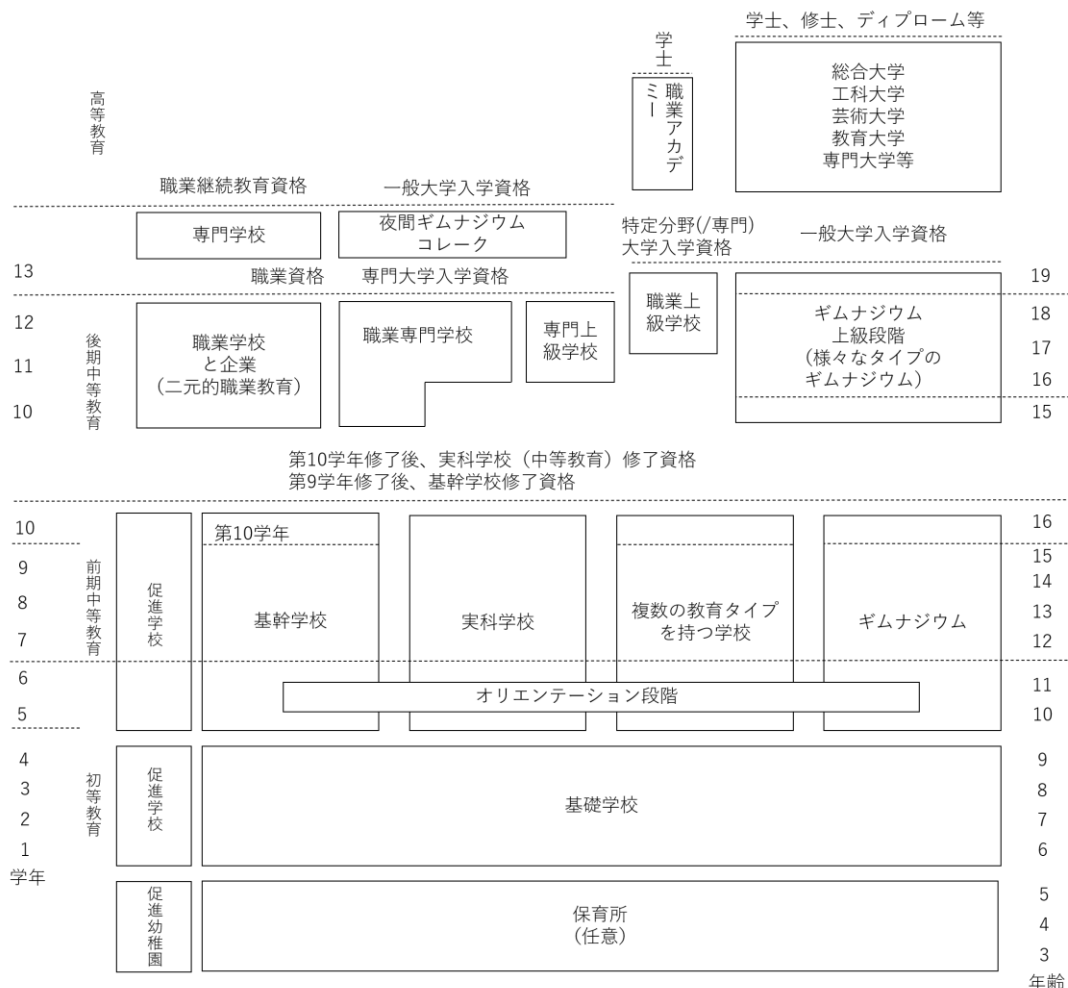 学士、修士、ディプローム等
学士
職業アカデミー
総合大学
工科大学
芸術大学
教育大学
専門大学等
高等教育
職業継続教育資格
一般大学入学資格
専門学校
夜間ギムナジウム
コレーク
特定分野(/専門)
大学入学資格
一般大学入学資格
13
職業資格
専門大学入学資格
19
12
11
10
後期中等教育
職業学校
と企業
(二元的職業教育)
職業専門学校
専門上
級学校
職業上
級学校
ギムナジウム
上級段階
(様々なタイプの
ギムナジウム)
18
17
16
15
第10学年修了後、実科学校(中等教育)修了資格
第9学年修了後、基幹学校修了資格
10
9
8
7
6
5
前期中等教育
促進学校
第10学年
基幹学校
実科学校
複数の教育タイプ
を持つ学校
ギムナジウム
オリエンテーション段階
16
15
14
13
12
11
10
4
3
2
1
学年
初等教育
促進学校
基礎学校
9
8
7
6
促進幼稚園
保育所
(任意)
5
4
3
年齢